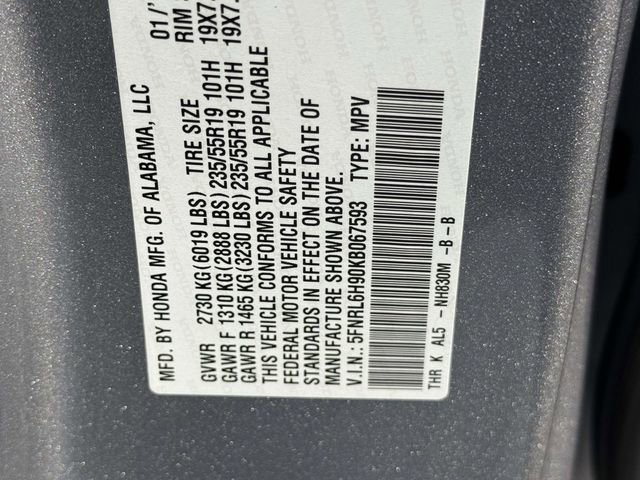 MFD. BY HONDA MFG. OF ALABAMA, LLC 01/'
GVWR 2730 KG (6019 LBS) TIRE SIZE RIM
GAWR F 1310 KG (2888 LBS) 235/55R19 101H 19X7.
GAWR R 1465 KG (3230 LBS) 235/55R19 101H 19X7.
THIS VEHICLE CONFORMS TO ALL APPLICABLE
FEDERAL MOTOR VEHICLE SAFETY
STANDARDS IN EFFECT ON THE DATE OF
MANUFACTURE SHOWN ABOVE.
V.I.N.: 5FNRL6H90KB067593 TYPE: MPV
THR K AL5 - NH830M -B -B